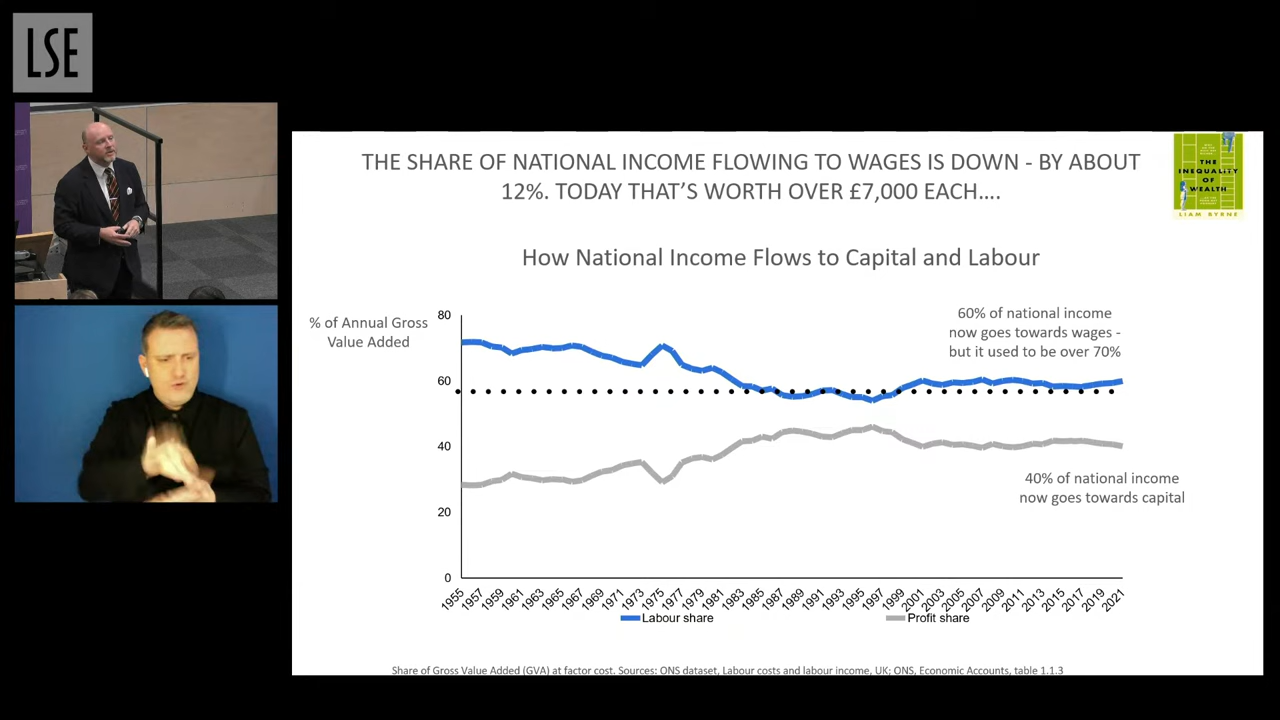 LSE
THE SHARE OF NATIONAL INCOME FLOWING TO WAGES IS DOWN - BY ABOUT
12%. TODAY THAT'S WORTH OVER £7,000 EACH....
THE
INEQUALITY
OF
WEALTH
LIAM BYRNE
How National Income Flows to Capital and Labour
% of Annual Gross
Value Added
60% of national income
now goes towards wages -
but it used to be over 70%
40% of national income
now goes towards capital
80
60
40
20
0
1955 1957 1959 1961 1963 1965 1967 1969 1971 1973 1975 1977 1979 1981 1983 1985 1987 1989 1991 1993 1995 1997 1999 2001 2003 2005 2007 2009 2011 2013 2015 2017 2019 2021
Labour share Profit share
Share of Gross Value Added (GVA) at factor cost. Sources: ONS dataset, Labour costs and labour income, UK; ONS, Economic Accounts, table 1.1.3